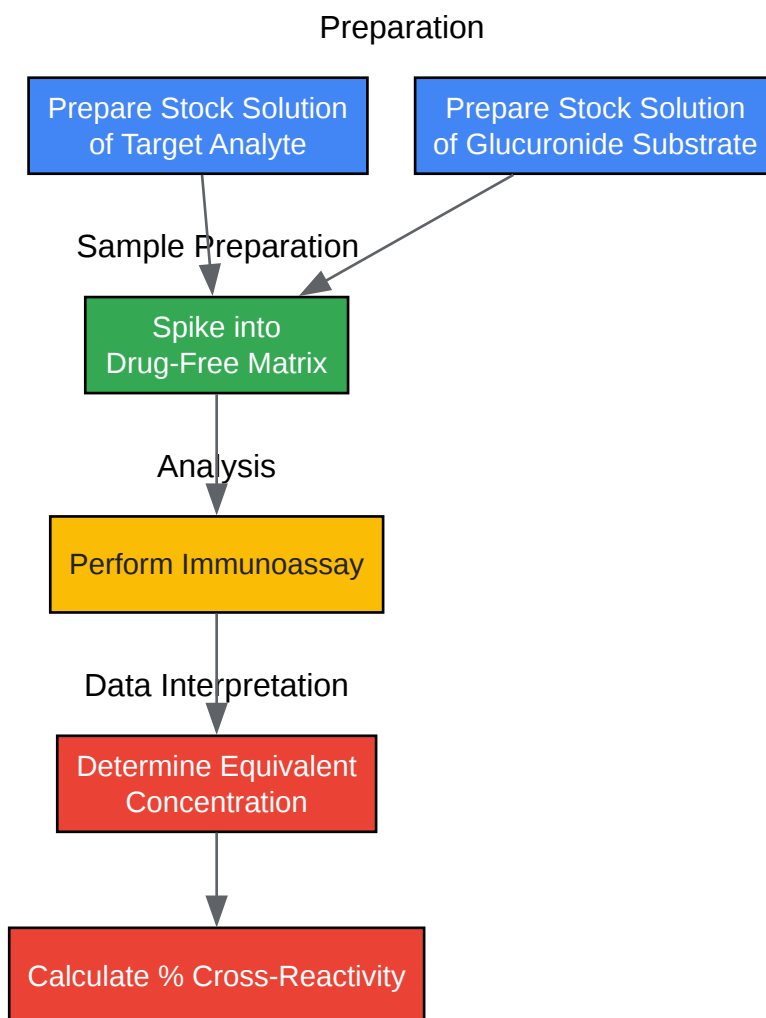 Preparation
Prepare Stock Solution
of Target Analyte
Prepare Stock Solution
of Glucuronide Substrate
Sample Preparation
Spike into
Drug-Free Matrix
Analysis
Perform Immunoassay
Data Interpretation
Determine Equivalent
Concentration
Calculate % Cross-Reactivity